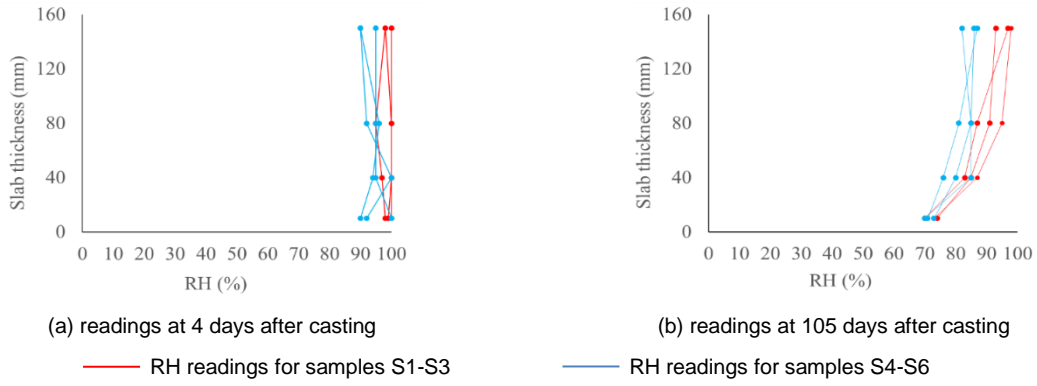 160
120
80
40
0
Slab thickness (mm)
0 10 20 30 40 50 60 70 80 90 100
RH (%)
(a) readings at 4 days after casting
160
120
80
40
0
Slab thickness (mm)
0 10 20 30 40 50 60 70 80 90 100
RH (%)
(b) readings at 105 days after casting
RH readings for samples S1-S3
RH readings for samples S4-S6